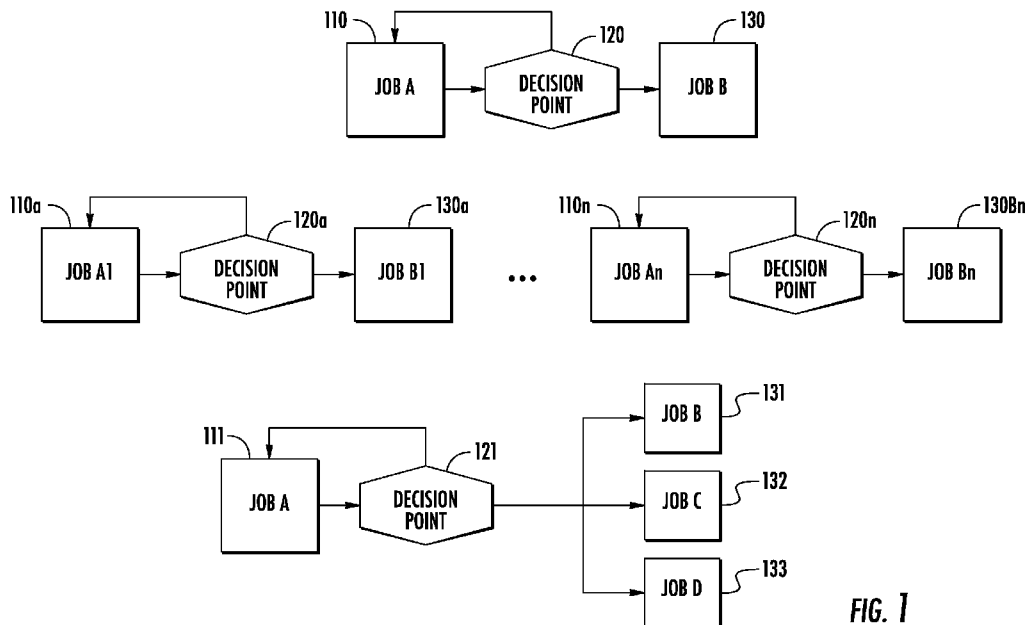 110
120
130
JOB A
DECISION
POINT
JOB B
110a
120a
130a
110n
120n
130Bn
JOB A1
DECISION
POINT
JOB B1
...
JOB An
DECISION
POINT
JOB Bn
111
121
131
132
133
JOB A
DECISION
POINT
JOB B
JOB C
JOB D
FIG. 1